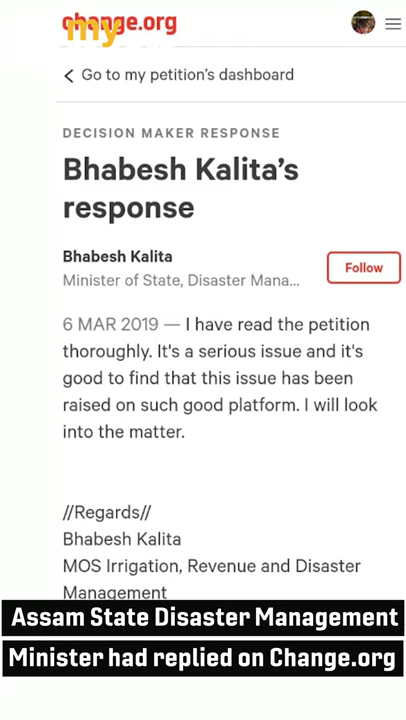 change.org
my
Go to my petition's dashboard
DECISION MAKER RESPONSE
Bhabesh Kalita's
response
Bhabesh Kalita
Minister of State, Disaster Mana...
Follow
6 MAR 2019 — I have read the petition
thoroughly. It's a serious issue and it's
good to find that this issue has been
raised on such good platform. I will look
into the matter.
//Regards//
Bhabesh Kalita
MOS Irrigation, Revenue and Disaster
Management
Assam State Disaster Management
Minister had replied on Change.org